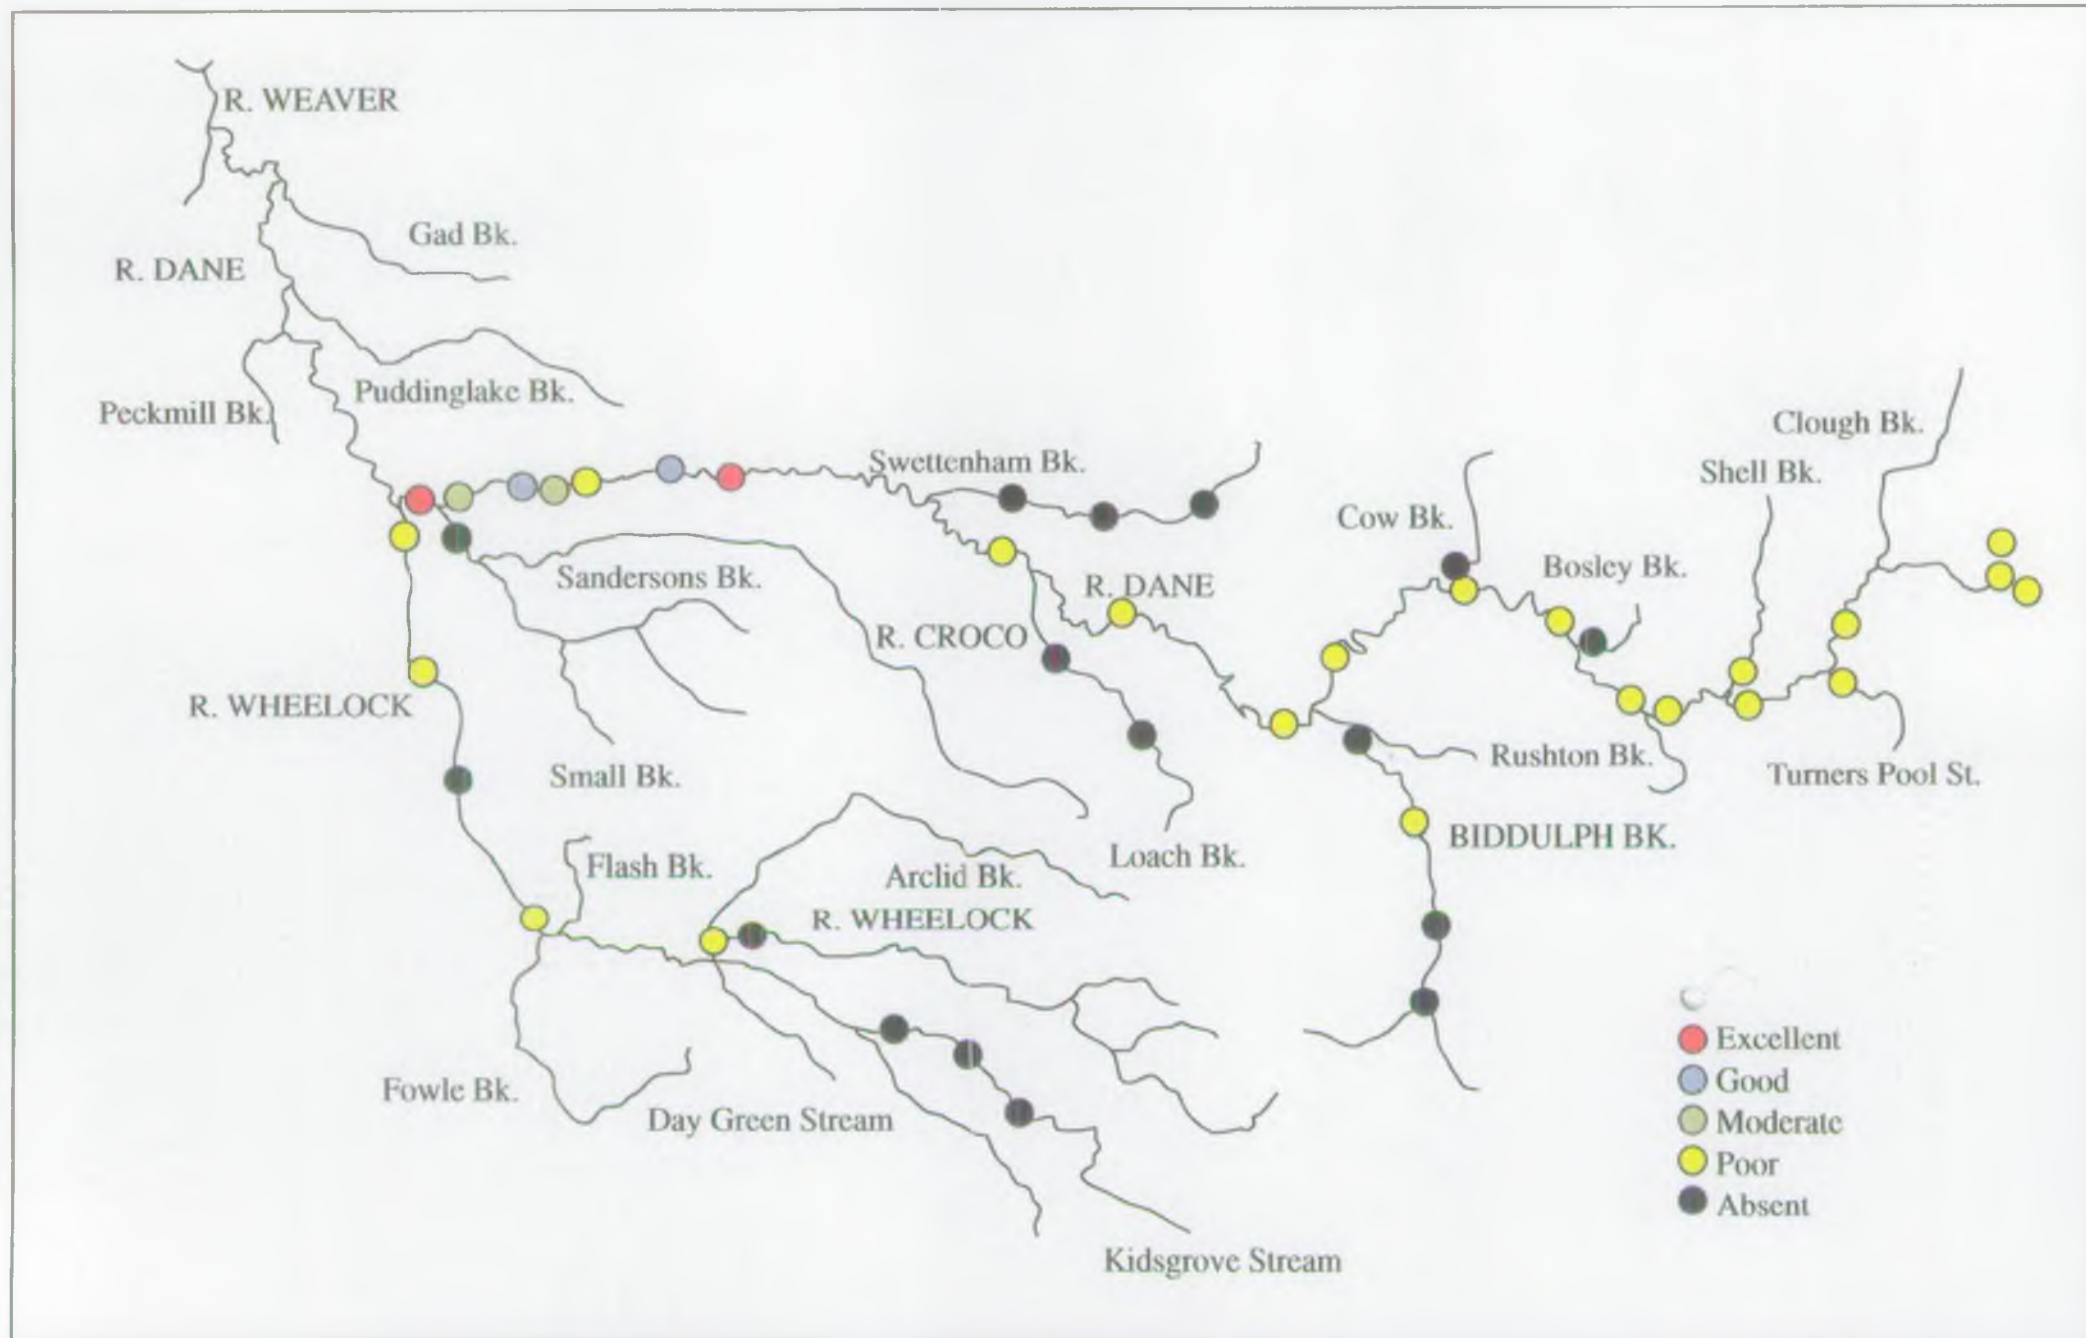 R. WEAVER
Gad Bk.
R. DANE
Puddinglake Bk.
Peckmill Bk.
Clough Bk.
Swettenham Bk.
Shell Bk.
Cow Bk.
Bosley Bk.
Sandersons Bk.
R. DANE
R. CROCO
R. WHEELOCK
Rushton Bk.
Small Bk.
Turners Pool St.
BIDDULPH BK.
Loach Bk.
Flash Bk.
Arclid Bk.
R. WHEELOCK
Excellent
Good
Fowle Bk.
Day Green Stream
Moderate
Poor
Absent
Kidsgrove Stream